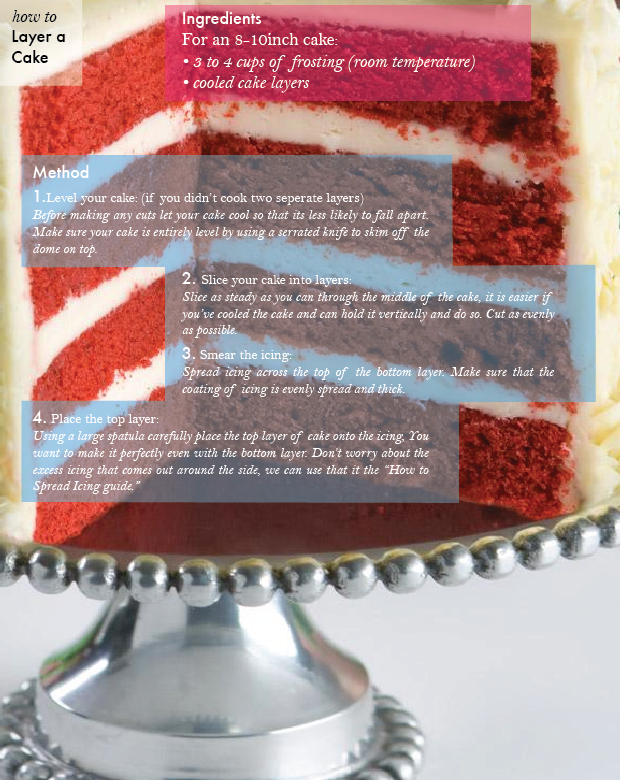 how to
Layer a
Cake
Ingredients
For an 8-10inch cake:
• 3 to 4 cups of frosting (room temperature)
• cooled cake layers
Method
1.Level your cake: (if you didn't cook two seperate layers)
Before making any cuts let your cake cool so that its less likely to fall apart.
Make sure your cake is entirely level by using a serrated knife to skim off the
dome on top.
2. Slice your cake into layers:
Slice as steady as you can through the middle of the cake, it is easier if
you've cooled the cake and can hold it vertically and do so. Cut as evenly
as possible.
3. Smear the icing:
Spread icing across the top of the bottom layer. Make sure that the
coating of icing is evenly spread and thick.
4. Place the top layer:
Using a large spatula carefully place the top layer of cake onto the icing, You
want to make it perfectly even with the bottom layer. Don't worry about the
excess icing that comes out around the side, we can use that it the "How to
Spread Icing guide."